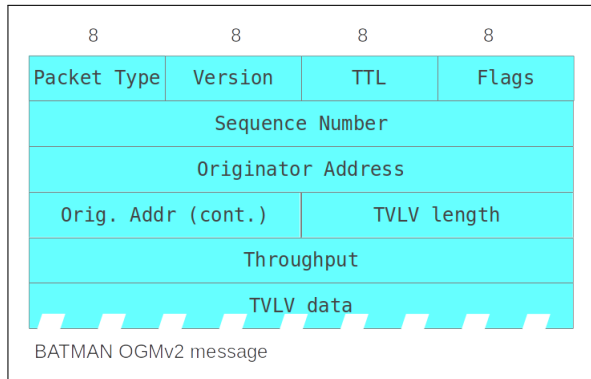 8 8 8 8
Packet Type Version TTL Flags
Sequence Number
Originator Address
Orig. Addr (cont.) TVLV length
Throughput
TVLV data
BATMAN OGMv2 message